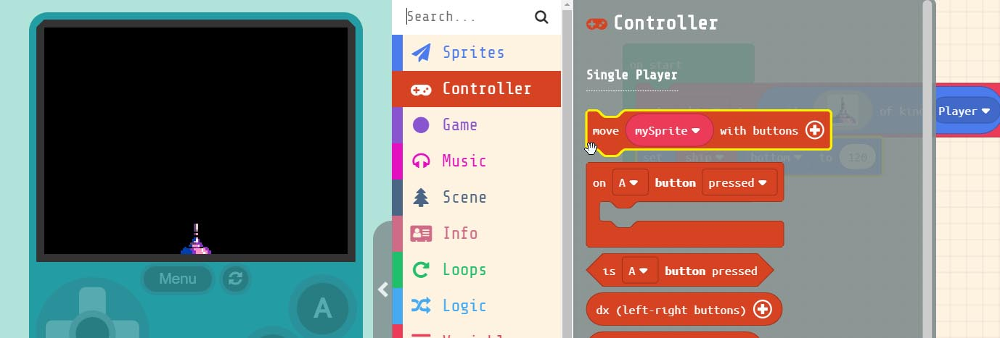 Search...
Sprites
Controller
Game
Music
Scene
Info
Loops
Logic
Menu
A
Controller
on start
Single Player
of kind Player
move mySprite with buttons
set ship bottom to 120
on A button pressed
is A button pressed
dx (left-right buttons)